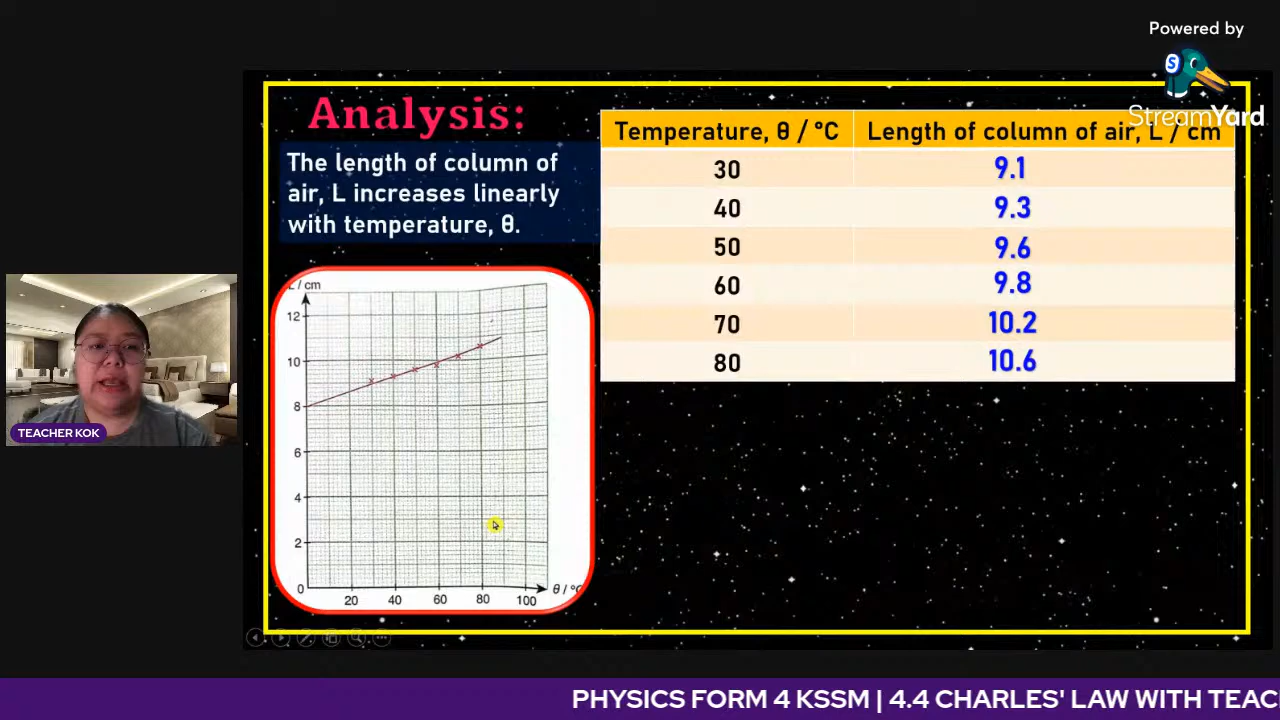 Powered by
S
StreamYard
Analysis:
The length of column of
air, L increases linearly
with temperature, θ.
Temperature, θ / °C Length of column of air, L / cm
30 9.1
40 9.3
50 9.6
60 9.8
70 10.2
80 10.6
L / cm
12
10
8
6
4
2
0
20 40 60 80 100
θ / °C
TEACHER KOK
PHYSICS FORM 4 KSSM | 4.4 CHARLES' LAW WITH TEAC